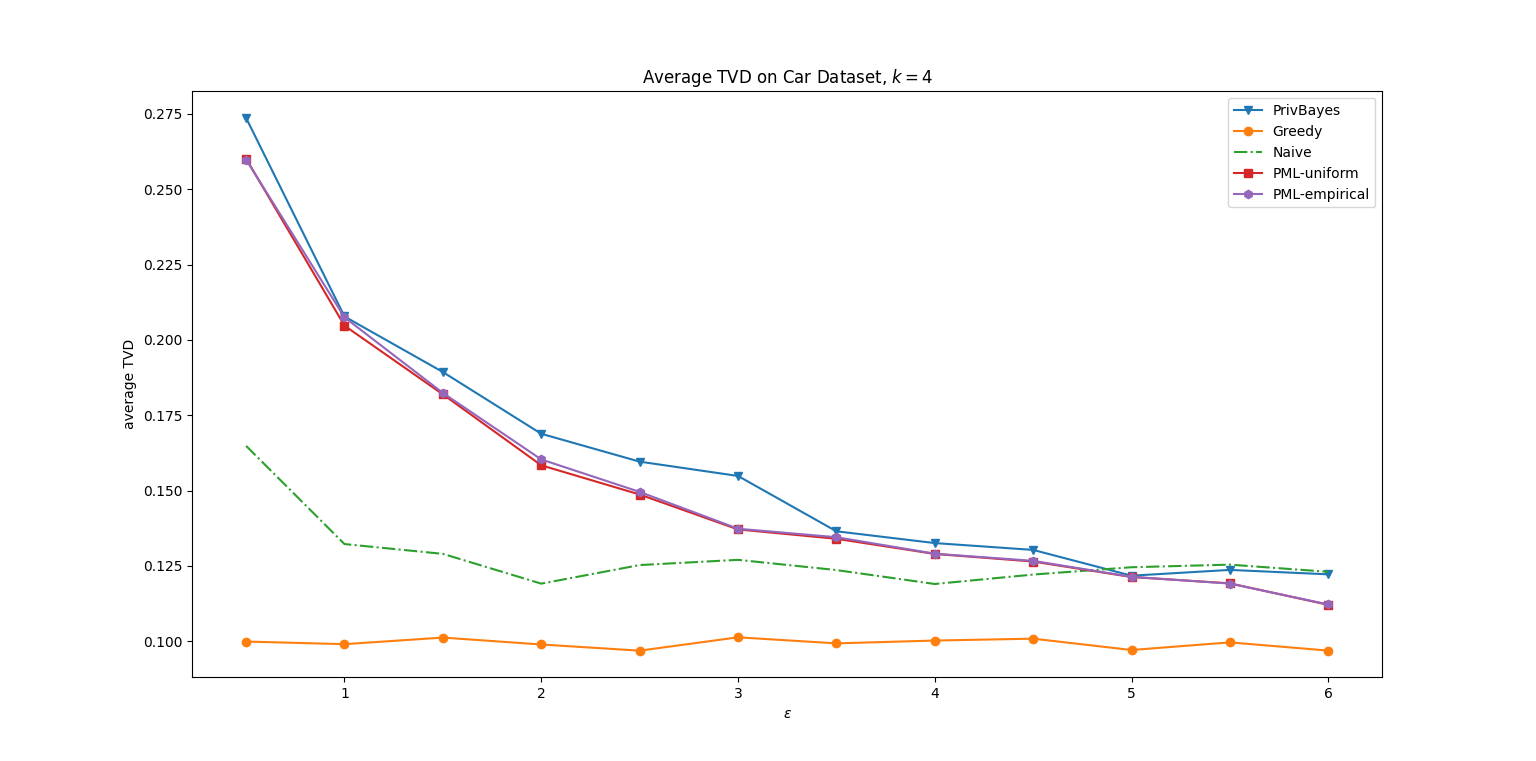 Average TVD on Car Dataset, k = 4
0.275
0.250
0.225
0.200
0.175
0.150
0.125
0.100
average TVD
1 2 3 4 5 6
ε
PrivBayes
Greedy
Naive
PML-uniform
PML-empirical